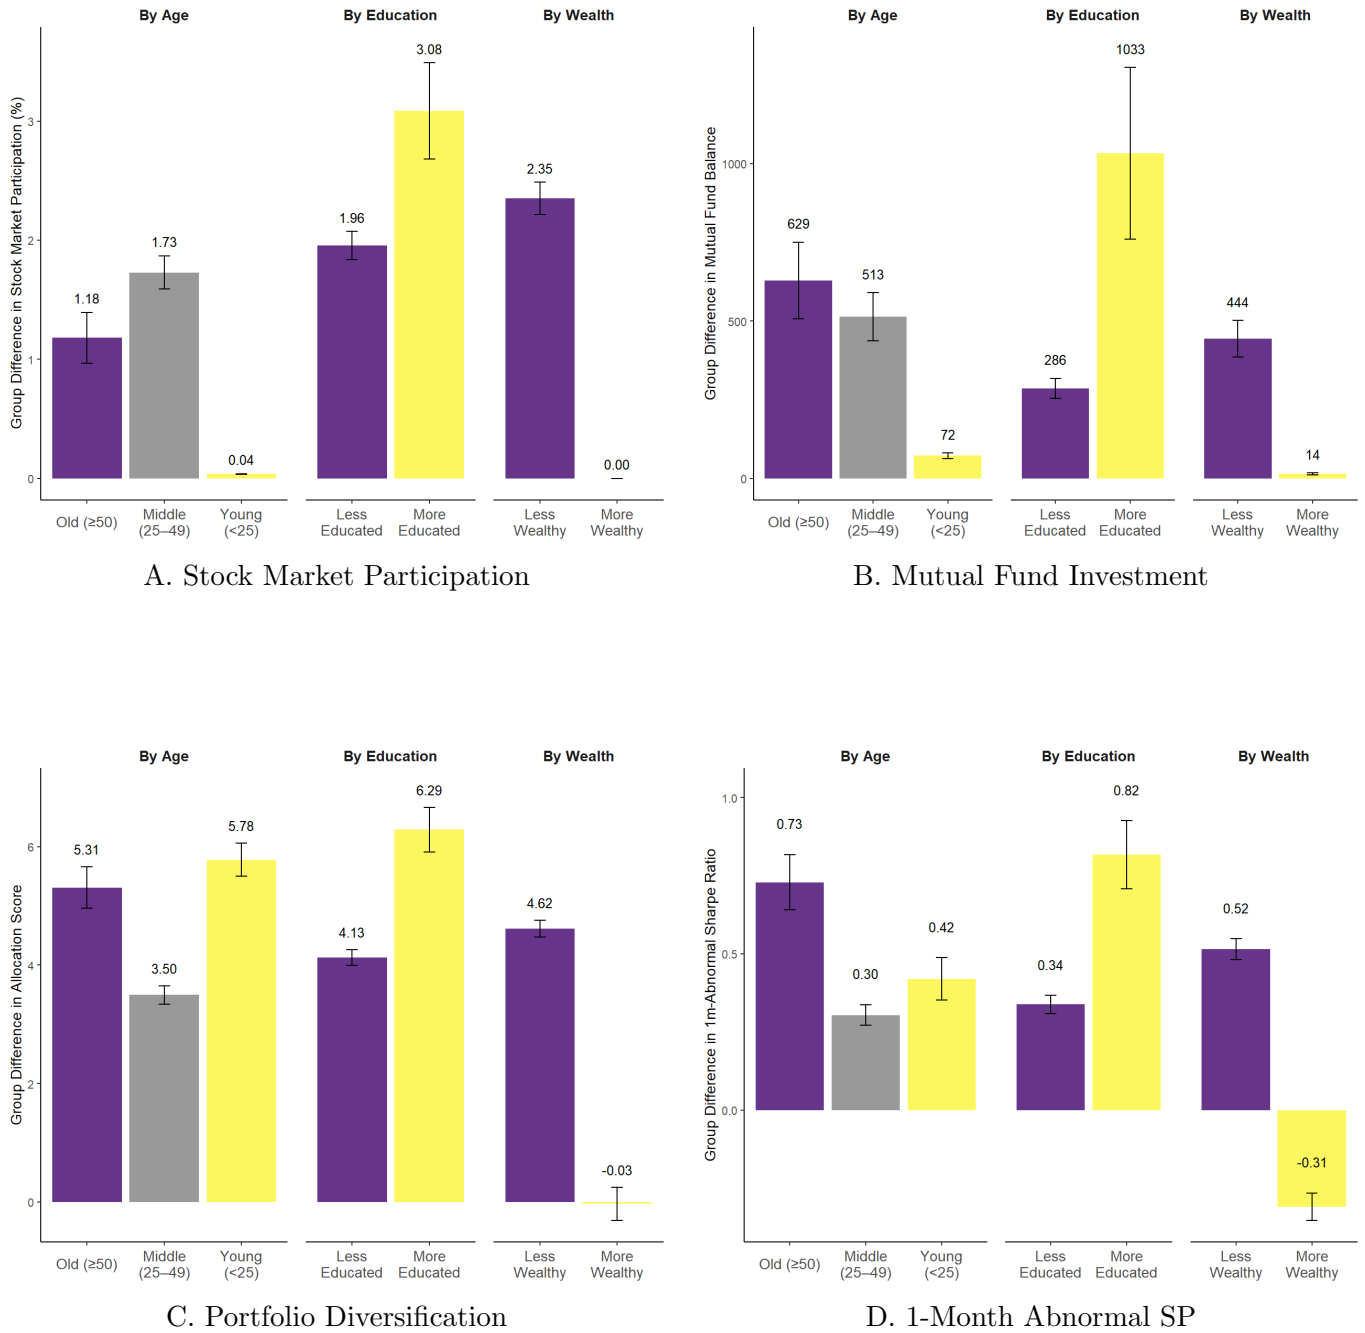 By Age By Education By Wealth
Group Difference in Stock Market Participation (%)
3
2
1
0
1.18
1.73
0.04
1.96
3.08
2.35
0.00
Old (≥50)
Middle
(25–49)
Young
(<25)
Less
Educated
More
Educated
Less
Wealthy
More
Wealthy
A. Stock Market Participation
By Age By Education By Wealth
Group Difference in Mutual Fund Balance
1000
500
0
629
513
72
286
1033
444
14
Old (≥50)
Middle
(25–49)
Young
(<25)
Less
Educated
More
Educated
Less
Wealthy
More
Wealthy
B. Mutual Fund Investment
By Age By Education By Wealth
Group Difference in Allocation Score
6
4
2
0
5.31
3.50
5.78
4.13
6.29
4.62
-0.03
Old (≥50)
Middle
(25–49)
Young
(<25)
Less
Educated
More
Educated
Less
Wealthy
More
Wealthy
C. Portfolio Diversification
By Age By Education By Wealth
Group Difference in 1m-Abnormal Sharpe Ratio
1.0
0.5
0.0
0.73
0.30
0.42
0.34
0.82
0.52
-0.31
Old (≥50)
Middle
(25–49)
Young
(<25)
Less
Educated
More
Educated
Less
Wealthy
More
Wealthy
D. 1-Month Abnormal SP